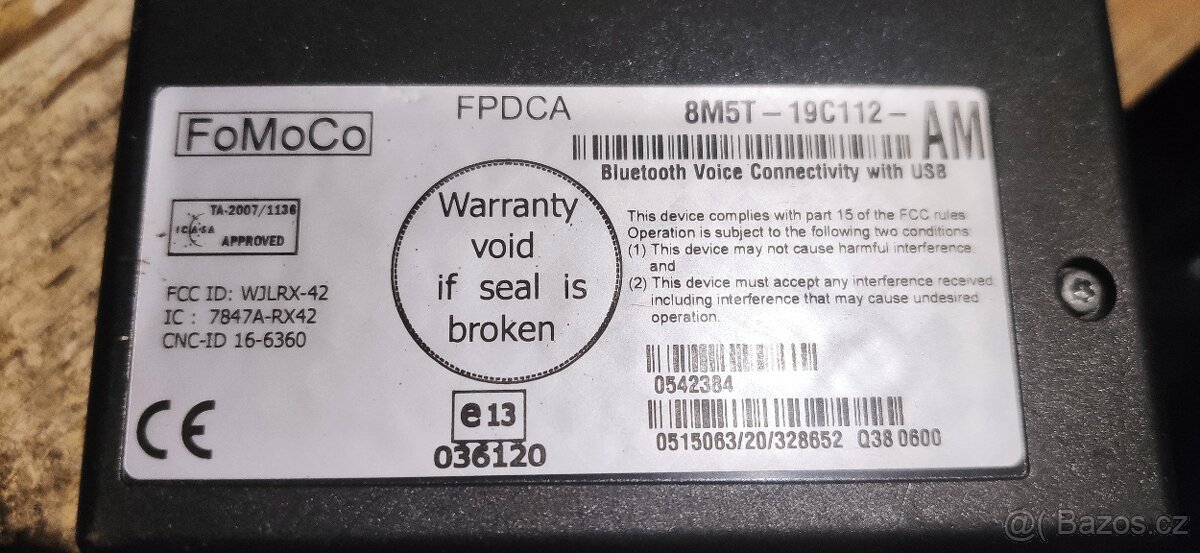 FoMoCo
FPDCA
8M5T-19C112-
AM
Bluetooth Voice Connectivity with USB
TA-2007/1136
ICASA
APPROVED
FCC ID: WJLRX-42
IC : 7847A-RX42
CNC-ID 16-6360
Warranty
void
if seal is
broken
This device complies with part 15 of the FCC rules
Operation is subject to the following two conditions:
(1) This device may not cause harmful interference
and
(2) This device must accept any interference received,
including interference that may cause undesired
operation.
0542384
0515063/20/328652 Q38 0600
CE
e13
036120
@( Bazos.cz